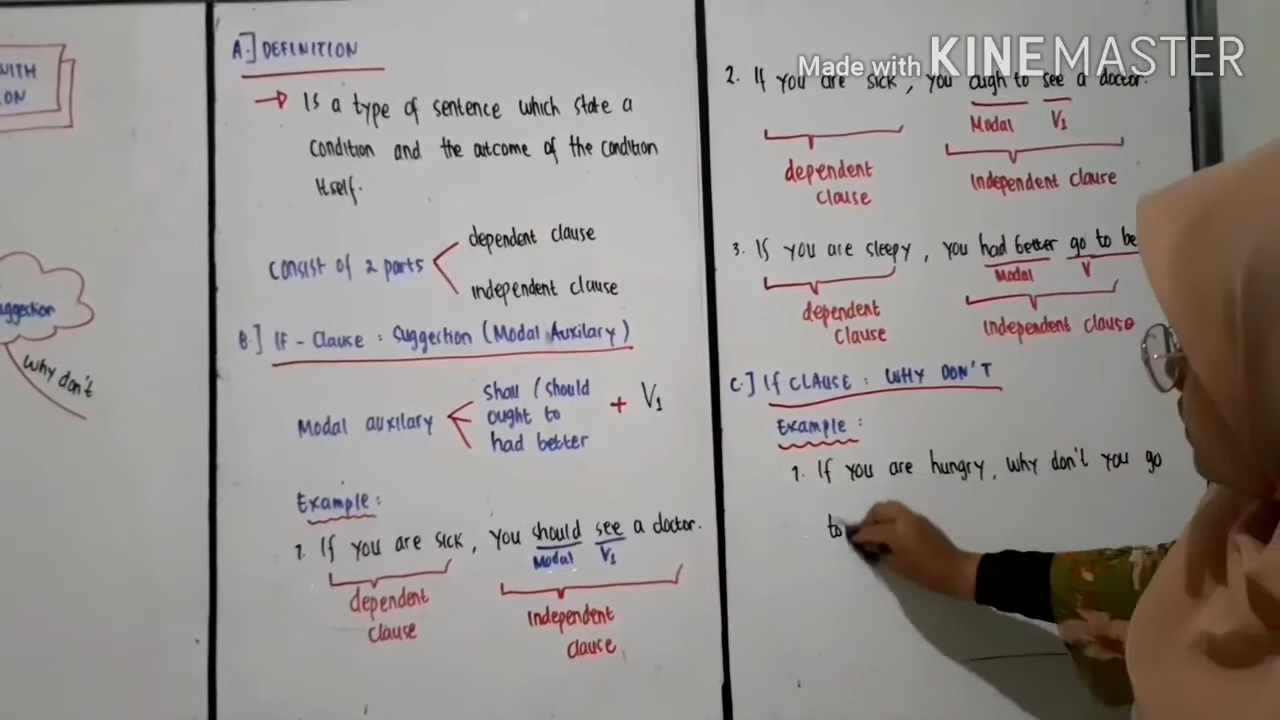 WITH
ION
uggestion
Why don't
A.] DEFINITION
Is a type of sentence which state a
condition and the outcome of the condition
itself.
consist of 2 parts
dependent clause
independent clause
B.] IF - Clause : Suggestion (Modal Auxilary)
Modal auxilary
shall / should
ought to
had better
+ V1
Example :
1. If you are sick, you should see a doctor.
Modal V1
dependent
clause
Independent
clause
Made with KINEMASTER
2. If you are sick, you ough to see a doctor.
Modal V1
dependent
clause
Independent clause
3. If you are sleepy, you had better go to be
Modal V
dependent
clause
Independent clause
C.] If CLAUSE : WHY DON'T
Example :
1. If you are hungry, why don't you go
to